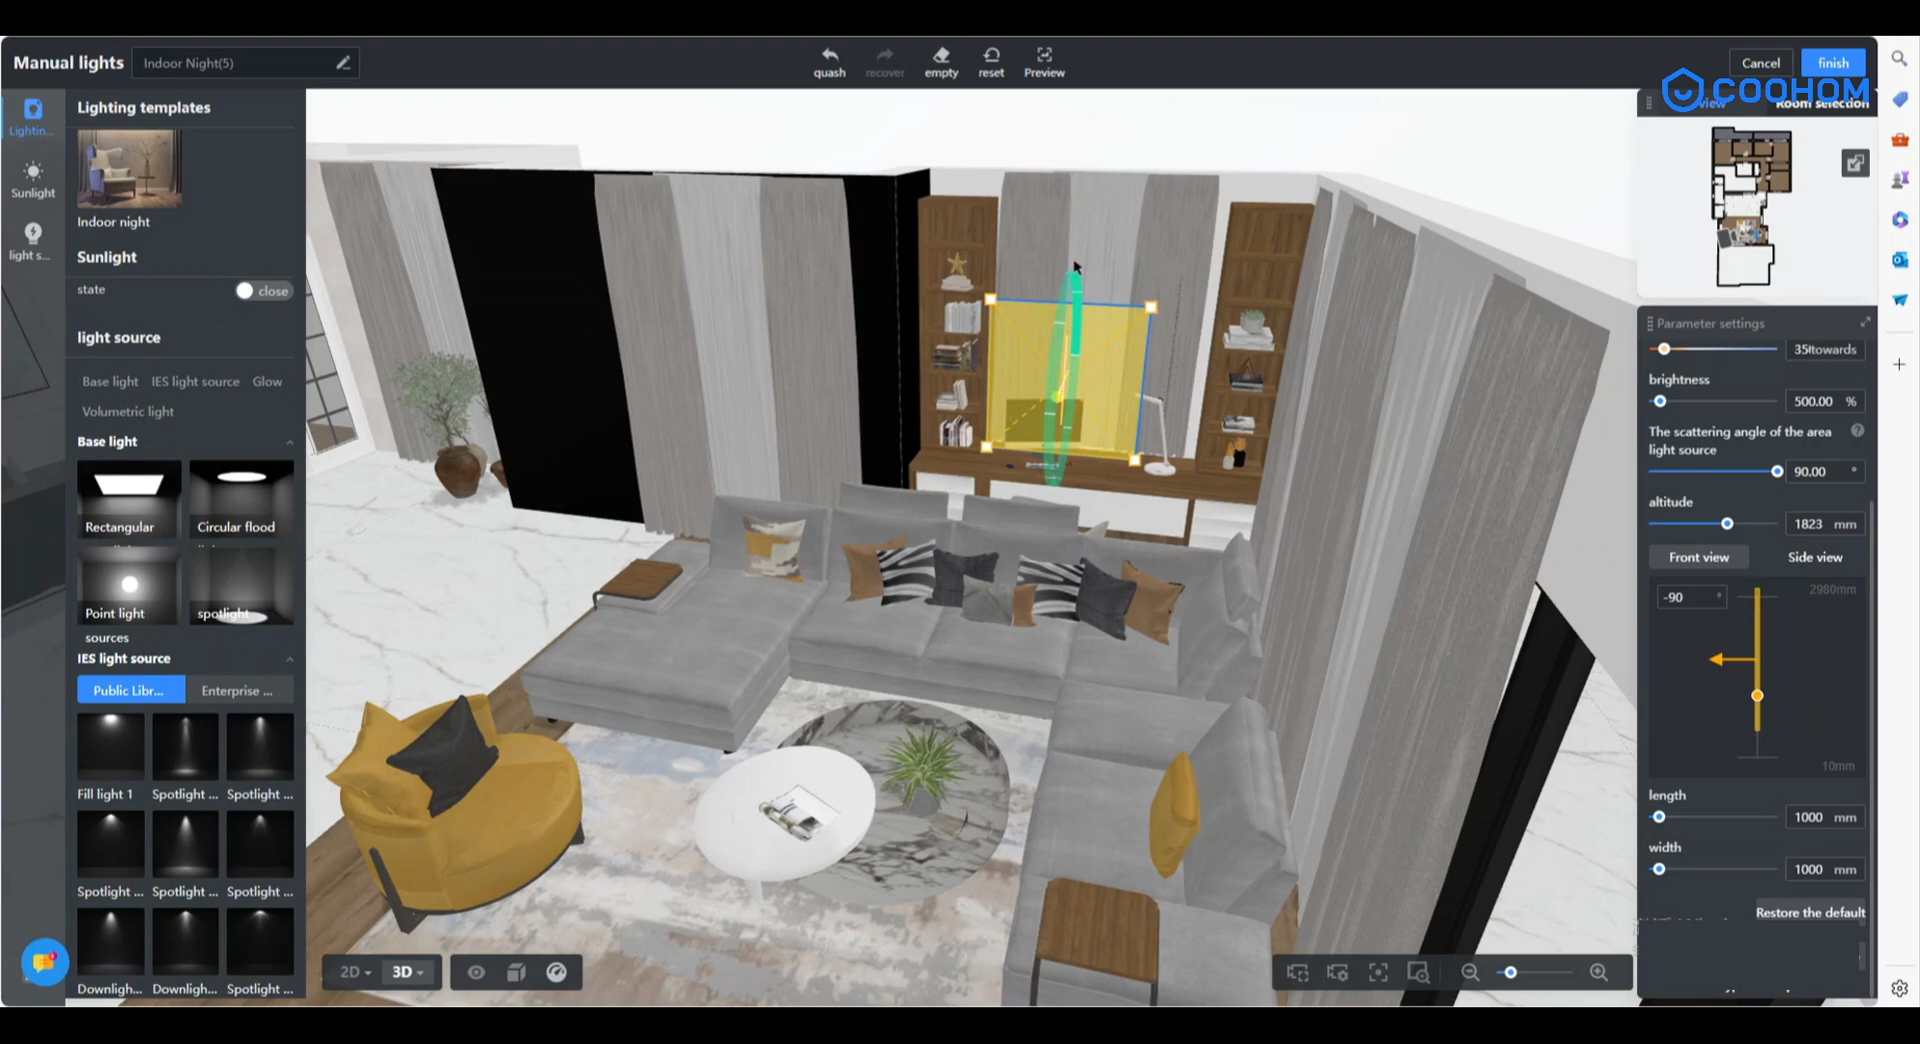 Manual lights
Indoor Night(5)
quash
recover
empty
reset
Preview
Cancel
finish
COOHOM
view
Room selection
Lightin...
Sunlight
light s...
Lighting templates
Indoor night
Sunlight
state
close
light source
Base light
IES light source
Glow
Volumetric light
Base light
Rectangular
Circular flood
Point light
spotlight
sources
IES light source
Public Libr...
Enterprise ...
Fill light 1
Spotlight ...
Spotlight ...
Spotlight ...
Spotlight ...
Spotlight ...
Downligh...
Downligh...
Spotlight ...
2D
3D
Parameter settings
brightness
500.00 %
The scattering angle of the area
light source
90.00 °
altitude
1823 mm
Front view
Side view
-90 °
2980mm
10mm
length
1000 mm
width
1000 mm
Restore the default